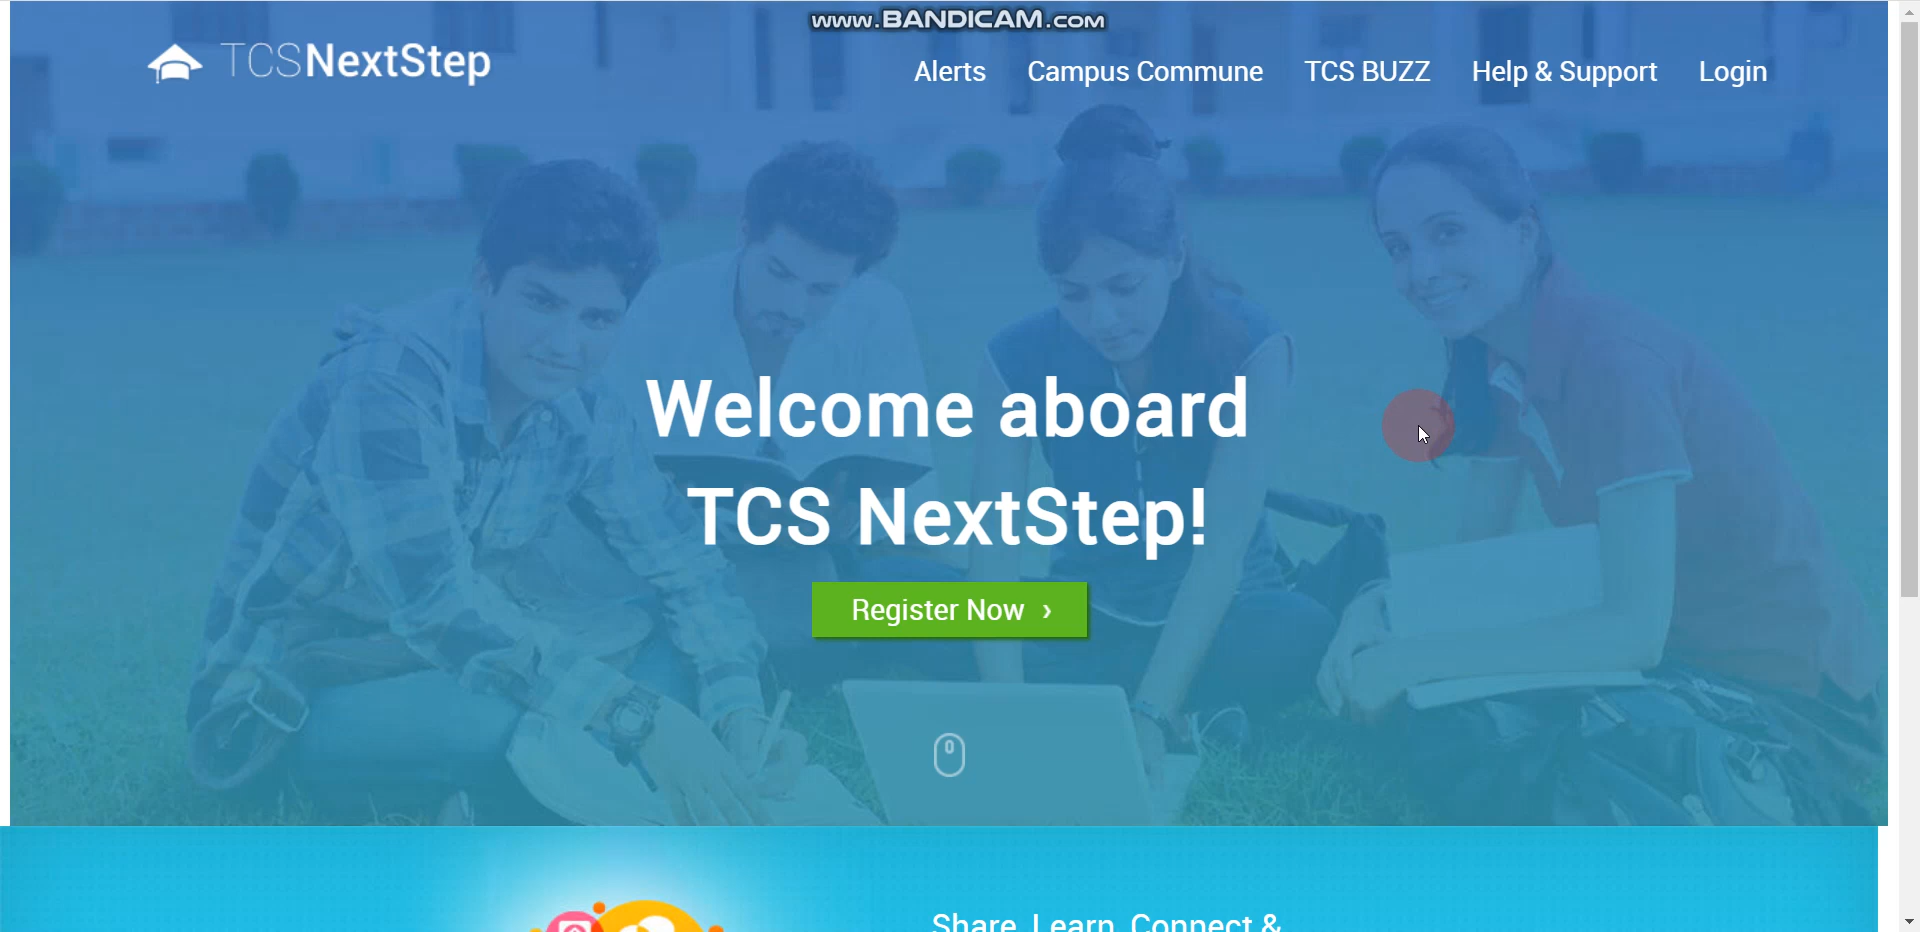 www.BANDICAM.com
TCSNextStep
Alerts Campus Commune TCS BUZZ Help & Support Login
Welcome aboard
TCS NextStep!
Register Now ›
Share, Learn, Connect &